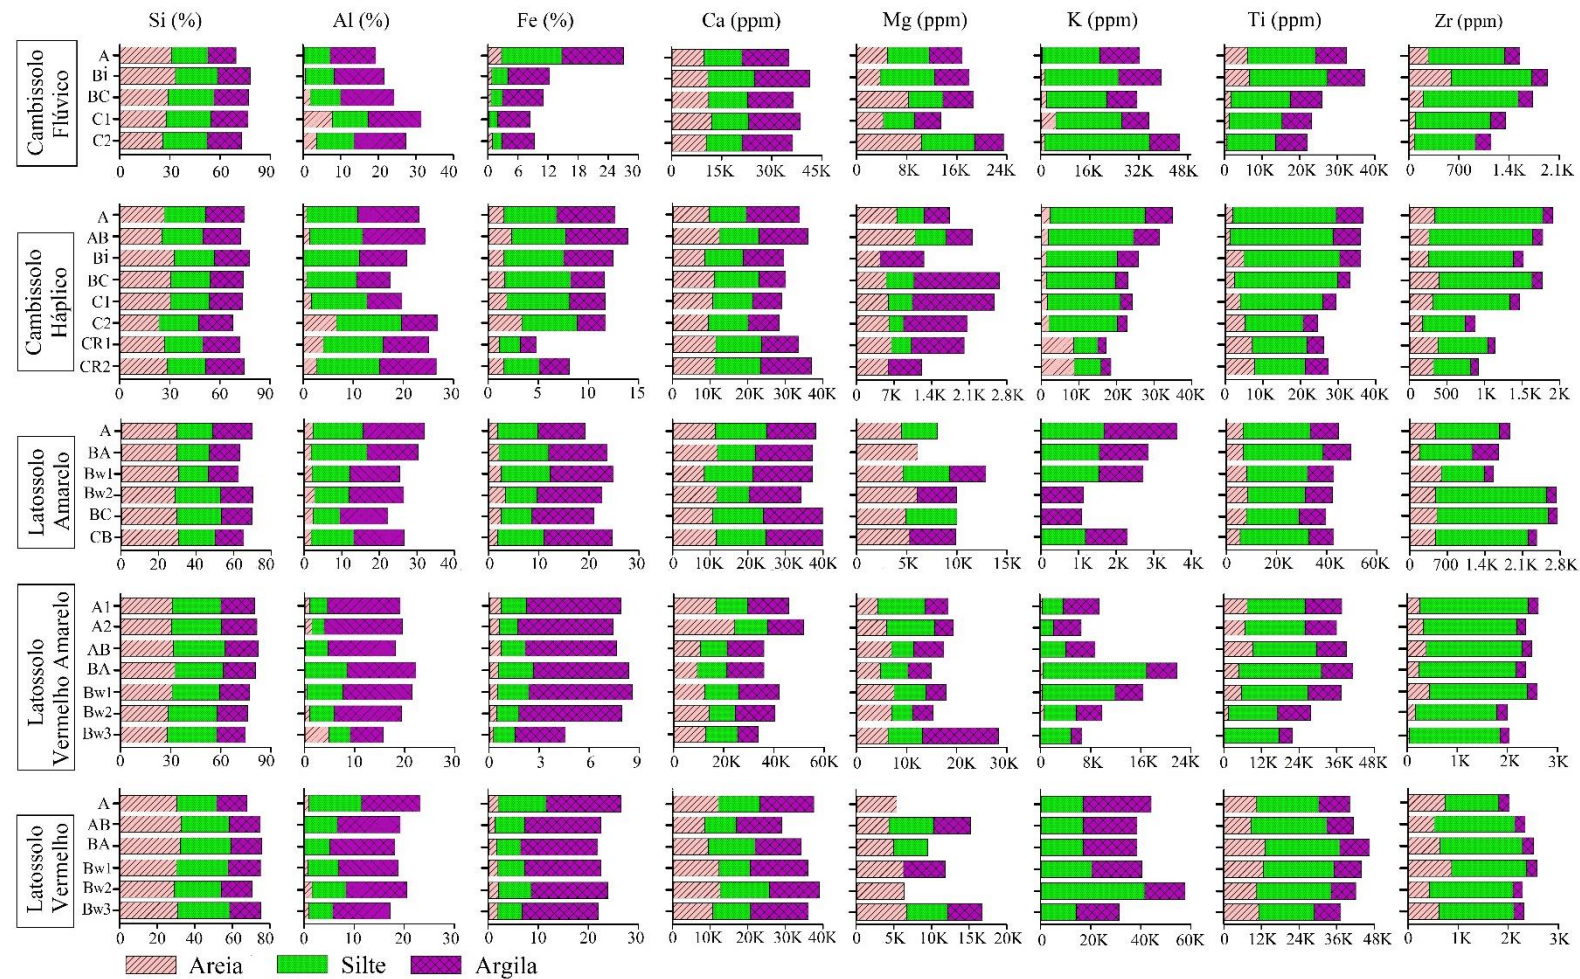 Si (%) Al (%) Fe (%) Ca (ppm) Mg (ppm) K (ppm) Ti (ppm) Zr (ppm)
Cambissolo
Flúvico
A
Bi
BC
C1
C2
0 30 60 90 0 10 20 30 40 0 6 12 18 24 30 0 15K 30K 45K 0 8K 16K 24K 0 16K 32K 48K 0 10K 20K 30K 40K 0 700 1.4K 2.1K
Cambissolo
Háplico
A
AB
Bi
BC
C1
C2
CR1
CR2
0 30 60 90 0 10 20 30 0 5 10 15 0 10K 20K 30K 40K 0 7K 1.4K 2.1K 2.8K 0 10K 20K 30K 40K 0 10K 20K 30K 40K 0 500 1K 1.5K 2K
Latossolo
Amarelo
A
BA
Bw1
Bw2
BC
CB
0 20 40 60 80 0 10 20 30 40 0 10 20 30 0 10K 20K 30K 40K 0 5K 10K 15K 0 1K 2K 3K 4K 0 20K 40K 60K 0 700 1.4K 2.1K 2.8K
Latossolo
Vermelho Amarelo
A1
A2
AB
BA
Bw1
Bw2
Bw3
0 30 60 90 0 10 20 30 0 3 6 9 0 20K 40K 60K 0 10K 20K 30K 0 8K 16K 24K 0 12K 24K 36K 48K 0 1K 2K 3K
Latossolo
Vermelho
A
AB
BA
Bw1
Bw2
Bw3
0 20 40 60 80 0 10 20 30 0 10 20 30 0 10K 20K 30K 40K 0 5K 10K 15K 20K 0 20K 40K 60K 0 12K 24K 36K 48K 0 1K 2K 3K
Areia Silte Argila